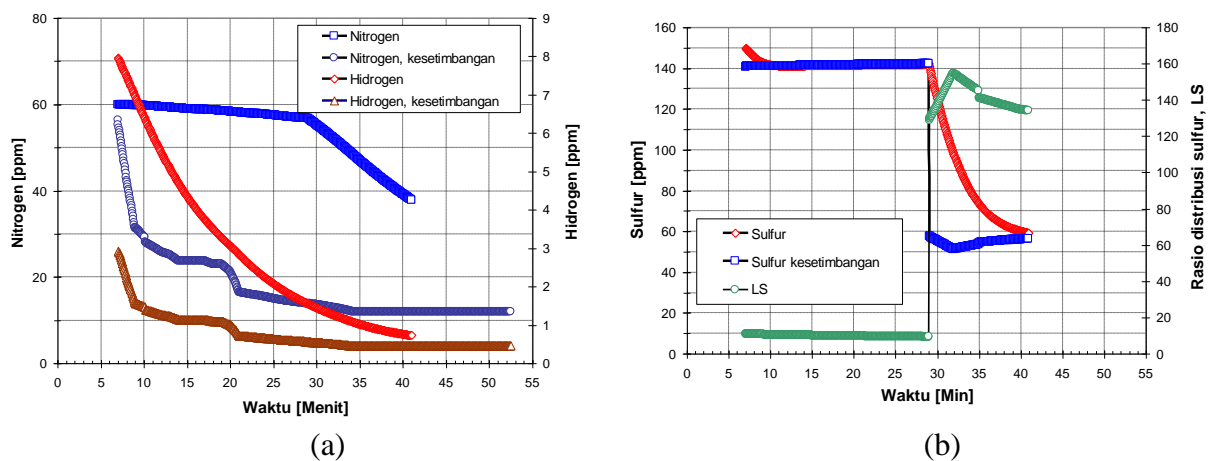 80
70
60
50
40
30
20
10
0
Nitrogen [ppm]
9
8
7
6
5
4
3
2
1
0
Hidrogen [ppm]
Nitrogen
Nitrogen, kesetimbangan
Hidrogen
Hidrogen, kesetimbangan
0 5 10 15 20 25 30 35 40 45 50 55
Waktu [Menit]
(a)
160
140
120
100
80
60
40
20
0
Sulfur [ppm]
180
160
140
120
100
80
60
40
20
0
Rasio distribusi sulfur, LS
Sulfur
Sulfur kesetimbangan
LS
0 5 10 15 20 25 30 35 40 45 50 55
Waktu [Min]
(b)